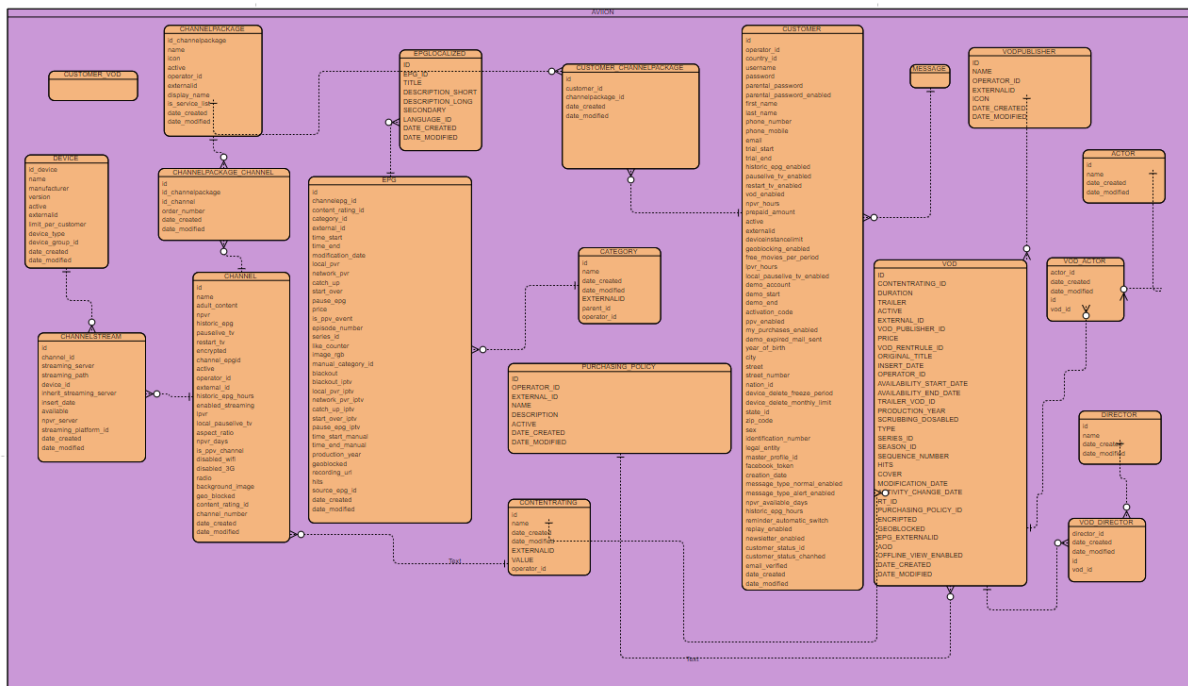 AVIION
CHANNELPACKAGE
id_channelpackage
name
icon
active
operator_id
externalid
display_name
is_service_list
date_created
date_modified
CUSTOMER_VOD
EPGLOCALIZED
ID
EPG_ID
TITLE
DESCRIPTION_SHORT
DESCRIPTION_LONG
SECONDARY
LANGUAGE_ID
DATE_CREATED
DATE_MODIFIED
CUSTOMER_CHANNELPACKAGE
id
customer_id
channelpackage_id
date_created
date_modified
CUSTOMER
id
operator_id
country_id
username
password
parental_password
parental_password_enabled
first_name
last_name
phone_number
phone_mobile
email
trial_start
trial_end
historic_epg_enabled
pauselive_tv_enabled
restart_tv_enabled
vod_enabled
npvr_hours
prepaid_amount
active
externalid
deviceinstancelimit
geoblocking_enabled
free_movies_per_period
lpvr_hours
local_pauselive_tv_enabled
demo_account
demo_start
demo_end
activation_code
ppv_enabled
my_purchases_enabled
demo_expired_mail_sent
year_of_birth
city
street
street_number
nation_id
device_delete_freeze_period
device_delete_monthly_limit
state_id
zip_code
sex
identification_number
legal_entity
master_profile_id
facebook_token
creation_date
message_type_normal_enabled
message_type_alert_enabled
npvr_available_days
historic_epg_hours
reminder_automatic_switch
replay_enabled
newsletter_enabled
customer_status_id
customer_status_chanhed
email_verified
date_created
date_modified
MESSAGE
VODPUBLISHER
ID
NAME
OPERATOR_ID
EXTERNALID
ICON
DATE_CREATED
DATE_MODIFIED
ACTOR
id
name
date_created
date_modified
DEVICE
id_device
name
manufacturer
version
active
externalid
limit_per_customer
device_type
device_group_id
date_created
date_modified
CHANNELPACKAGE_CHANNEL
id
id_channelpackage
id_channel
order_number
date_created
date_modified
EPG
id
channelepg_id
content_rating_id
category_id
external_id
time_start
time_end
modification_date
local_pvr
network_pvr
catch_up
start_over
pause_epg
price
is_ppv_event
episode_number
series_id
like_counter
image_rgb
manual_category_id
blackout
blackout_iptv
local_pvr_iptv
network_pvr_iptv
catch_up_iptv
start_over_iptv
pause_epg_iptv
time_start_manual
time_end_manual
production_year
geoblocked
recording_url
hits
source_epg_id
date_created
date_modified
CATEGORY
id
name
date_created
date_modified
EXTERNALID
parent_id
operator_id
VOD
ID
CONTENTRATING_ID
DURATION
TRAILER
ACTIVE
EXTERNAL_ID
VOD_PUBLISHER_ID
PRICE
VOD_RENTRULE_ID
ORIGINAL_TITLE
INSERT_DATE
OPERATOR_ID
AVAILABILITY_START_DATE
AVAILABILITY_END_DATE
TRAILER_VOD_ID
PRODUCTION_YEAR
SCRUBBING_DOSABLED
TYPE
SERIES_ID
SEASON_ID
SEQUENCE_NUMBER
HITS
COVER
MODIFICATION_DATE
ACTIVITY_CHANGE_DATE
RT_ID
PURCHASING_POLICY_ID
ENCRIPTED
GEOBLOCKED
EPG_EXTERNALID
AOD
OFFLINE_VIEW_ENABLED
DATE_CREATED
DATE_MODIFIED
VOD_ACTOR
actor_id
date_created
date_modified
id
vod_id
CHANNEL
id
name
adult_content
npvr
historic_epg
pauselive_tv
restart_tv
encrypted
channel_epgid
active
operator_id
external_id
historic_epg_hours
enabled_streaming
lpvr
local_pauselive_tv
aspect_ratio
npvr_days
is_ppv_channel
disabled_wifi
disabled_3G
radio
background_image
geo_blocked
content_rating_id
channel_number
date_created
date_modified
CHANNELSTREAM
id
channel_id
streaming_server
streaming_path
device_id
inherit_streaming_server
insert_date
available
npvr_server
streaming_platform_id
date_created
date_modified
PURCHASING_POLICY
ID
OPERATOR_ID
EXTERNAL_ID
NAME
DESCRIPTION
ACTIVE
DATE_CREATED
DATE_MODIFIED
DIRECTOR
id
name
date_created
date_modified
CONTENTRATING
id
name
date_created
date_modified
EXTERNALID
VALUE
operator_id
VOD_DIRECTOR
director_id
date_created
date_modified
id
vod_id
Text
Text